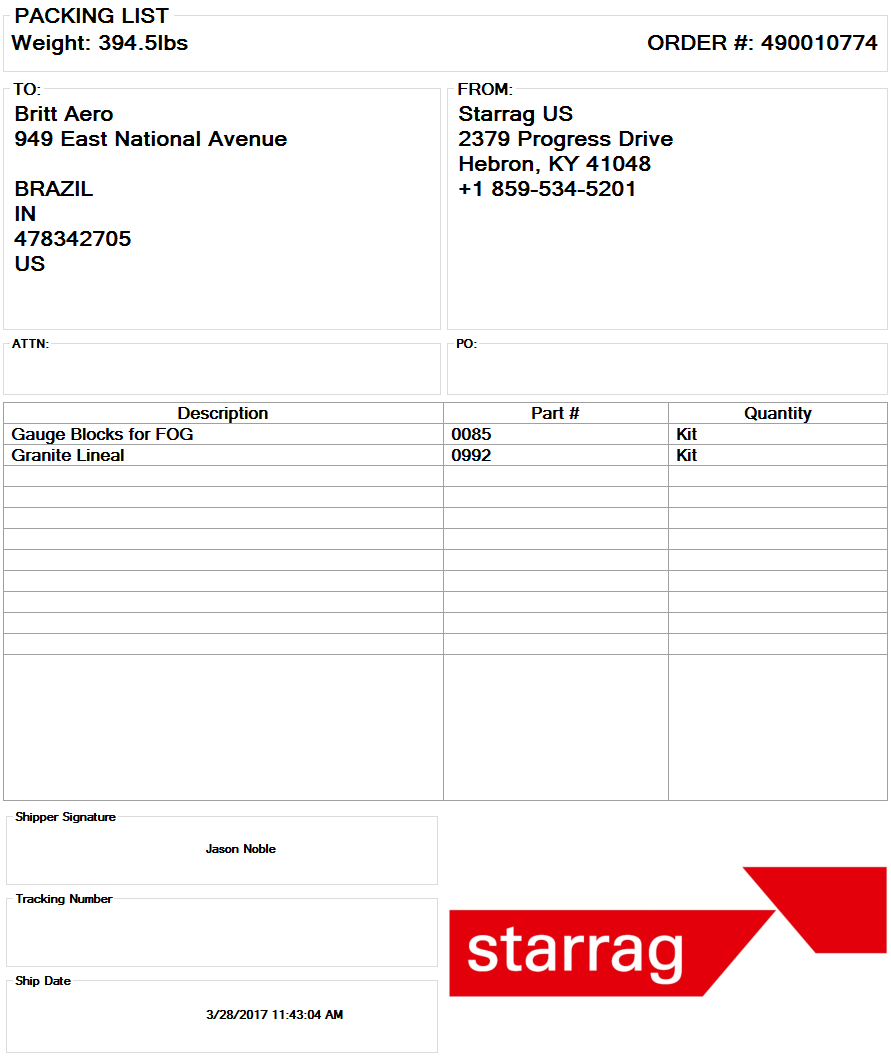 PACKING LIST
Weight: 394.5lbs
ORDER #: 490010774
TO:
Britt Aero
949 East National Avenue
BRAZIL
IN
478342705
US
FROM:
Starrag US
2379 Progress Drive
Hebron, KY 41048
+1 859-534-5201
ATTN:
PO:
Description Part # Quantity
Gauge Blocks for FOG 0085 Kit
Granite Lineal 0992 Kit
Shipper Signature
Jason Noble
Tracking Number
Ship Date
3/28/2017 11:43:04 AM
starrag